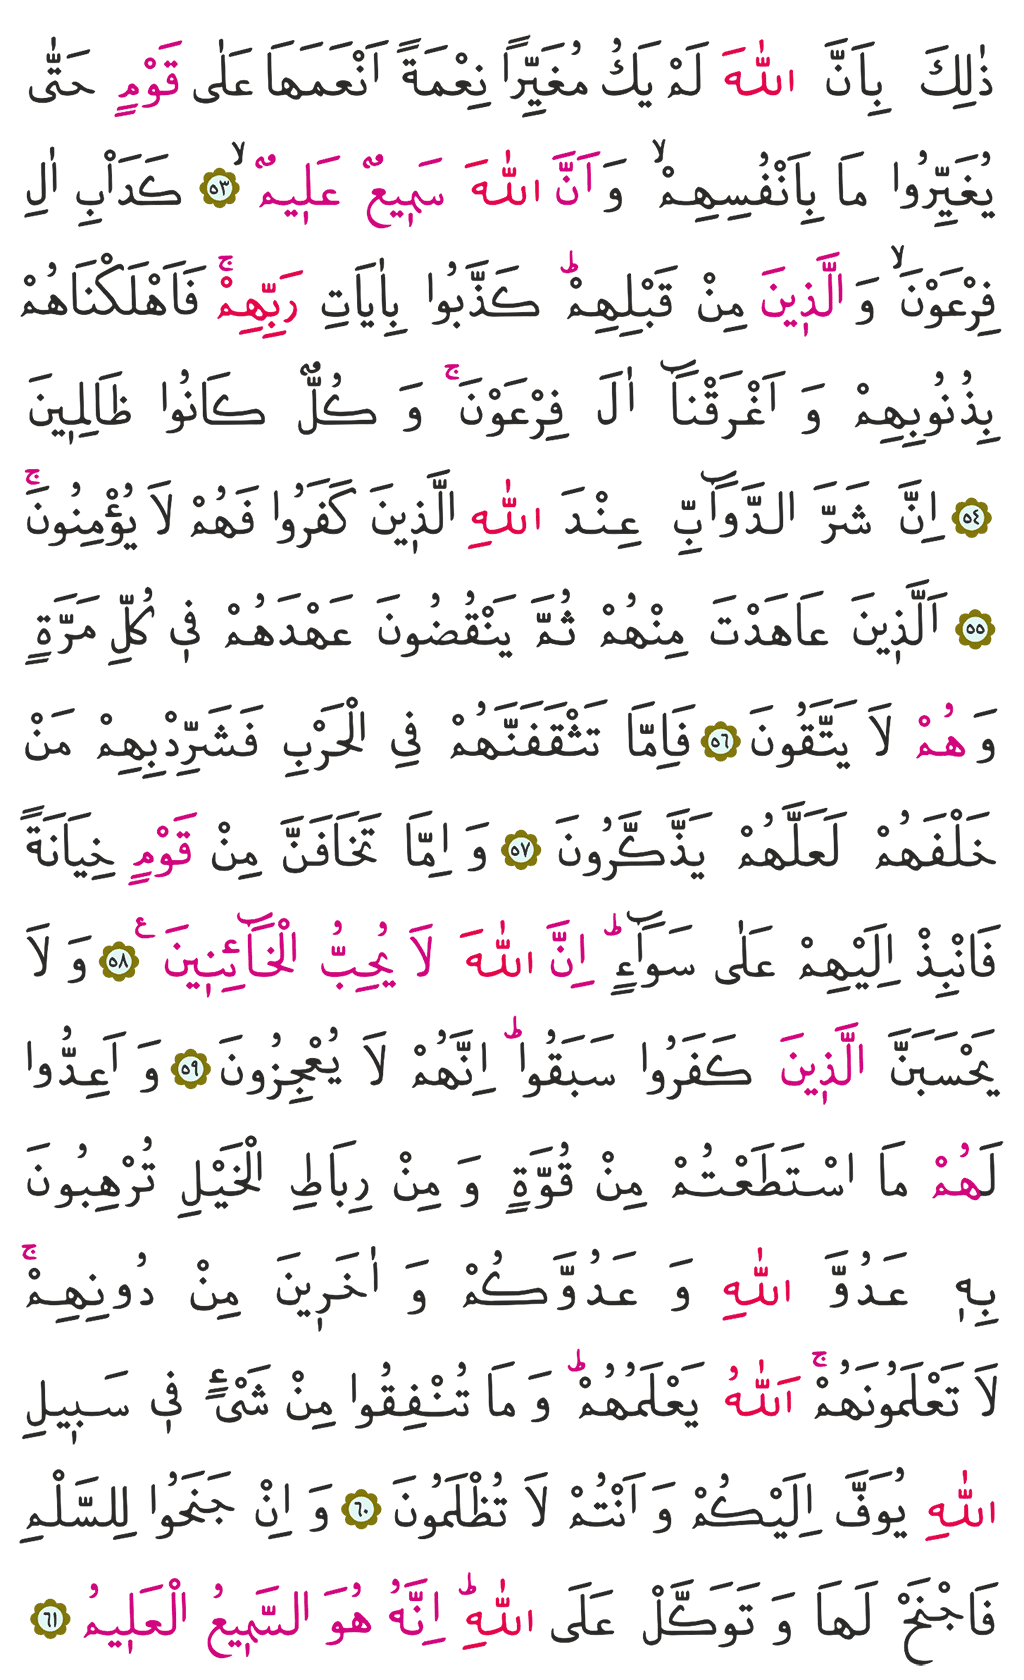 ذٰلِكَ بِاَنَّ اللّٰهَ لَمْ يَكُ مُغَيِّرًا نِعْمَةً اَنْعَمَهَا عَلٰى قَوْمٍ حَتّٰى
يُغَيِّرُوا مَا بِاَنْفُسِهِمْۙ وَ اَنَّ اللّٰهَ سَمٖيعٌ عَلٖيمٌۙ ﴿٥٣﴾ كَدَاْبِ اٰلِ
فِرْعَوْنَۙ وَ الَّذٖينَ مِنْ قَبْلِهِمْؕ كَذَّبُوا بِاٰيَاتِ رَبِّهِمْۚ فَاَهْلَكْنَاهُمْ
بِذُنُوبِهِمْ وَ اَغْرَقْنَاۤ اٰلَ فِرْعَوْنَۚ وَ كُلٌّ كَانُوا ظَالِمٖينَ
﴿٥٤﴾ اِنَّ شَرَّ الدَّوَاۤبِّ عِنْدَ اللّٰهِ الَّذٖينَ كَفَرُوا فَهُمْ لَا يُؤْمِنُونَۚ
﴿٥٥﴾ اَلَّذٖينَ عَاهَدْتَ مِنْهُمْ ثُمَّ يَنْقُضُونَ عَهْدَهُمْ فٖى كُلِّ مَرَّةٍ
وَ هُمْ لَا يَتَّقُونَ ﴿٥٦﴾ فَاِمَّا تَثْقَفَنَّهُمْ فِى الْحَرْبِ فَشَرِّدْبِهِمْ مَنْ
خَلْفَهُمْ لَعَلَّهُمْ يَذَّكَّرُونَ ﴿٥٧﴾ وَ اِمَّا تَخَافَنَّ مِنْ قَوْمٍ خِيَانَةً
فَانْبِذْ اِلَيْهِمْ عَلٰى سَوَاۤءٍؕ اِنَّ اللّٰهَ لَا يُحِبُّ الْخَاۤئِنٖينَࣖ ﴿٥٨﴾ وَ لَا
يَحْسَبَنَّ الَّذٖينَ كَفَرُوا سَبَقُواؕ اِنَّهُمْ لَا يُعْجِزُونَ ﴿٥٩﴾ وَ اَعِدُّوا
لَهُمْ مَا اسْتَطَعْتُمْ مِنْ قُوَّةٍ وَ مِنْ رِبَاطِ الْخَيْلِ تُرْهِبُونَ
بِهٖ عَدُوَّ اللّٰهِ وَ عَدُوَّكُمْ وَ اٰخَرٖينَ مِنْ دُونِهِمْۚ
لَا تَعْلَمُونَهُمْۚ اَللّٰهُ يَعْلَمُهُمْؕ وَ مَا تُنْفِقُوا مِنْ شَىْءٍ فٖى سَبٖيلِ
اللّٰهِ يُوَفَّ اِلَيْكُمْ وَ اَنْتُمْ لَا تُظْلَمُونَ ﴿٦٠﴾ وَ اِنْ جَنَحُوا لِلسَّلْمِ
فَاجْنَحْ لَهَا وَ تَوَكَّلْ عَلَى اللّٰهِؕ اِنَّهُ هُوَ السَّمٖيعُ الْعَلٖيمُ ﴿٦١﴾